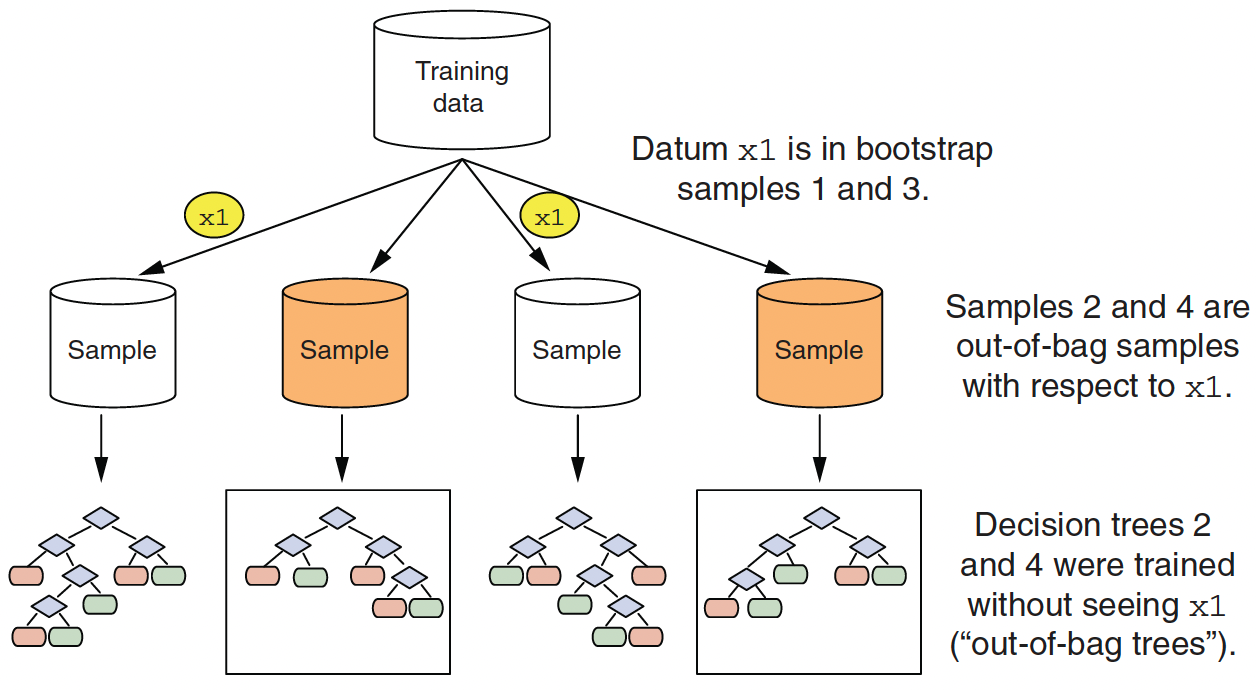 Training
data
Datum x1 is in bootstrap
samples 1 and 3.
x1
x1
Sample
Sample
Sample
Sample
Samples 2 and 4 are
out-of-bag samples
with respect to x1.
Decision trees 2
and 4 were trained
without seeing x1
(“out-of-bag trees”).